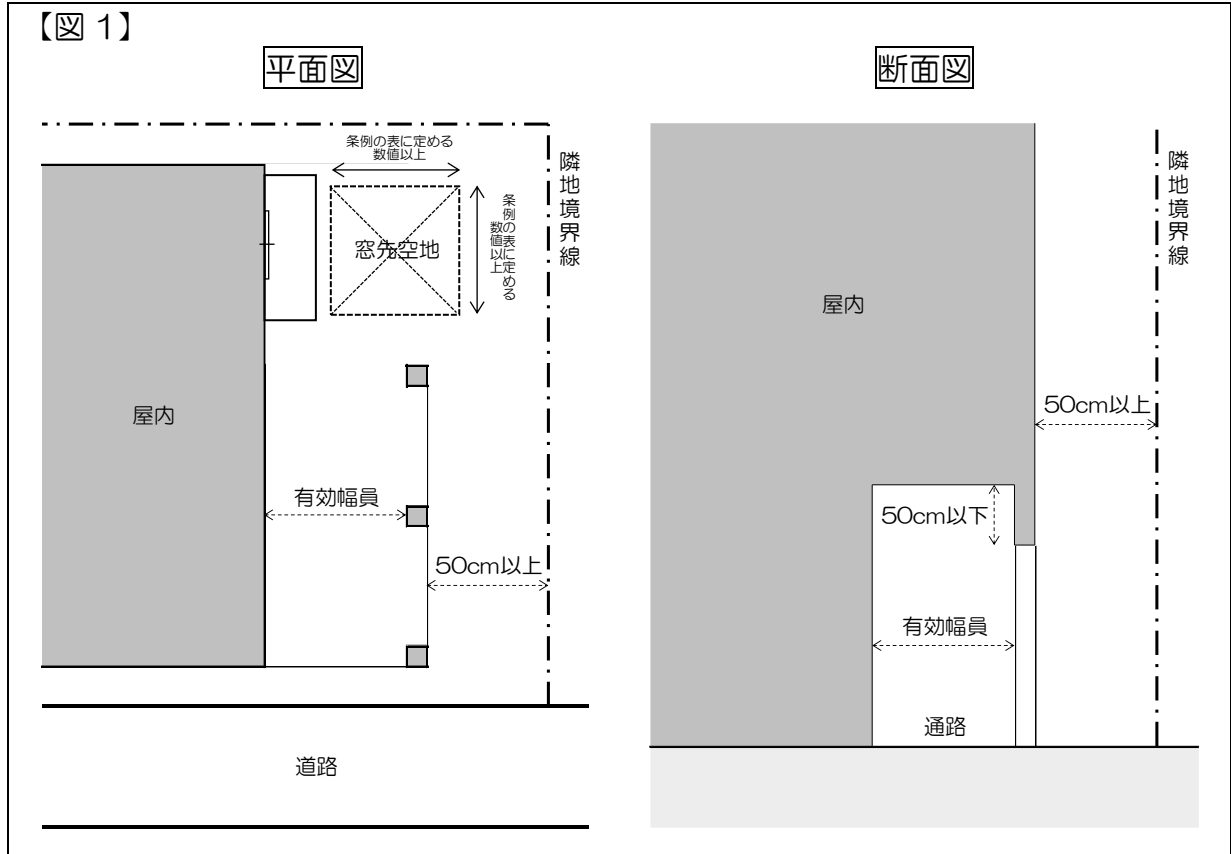 【図 1】
平面図
条例の表に定める
数値以上
条例の表に定める
数値以上
窓先空地
隣地境界線
屋内
有効幅員
50cm以上
道路
断面図
隣地境界線
屋内
50cm以上
50cm以下
有効幅員
通路